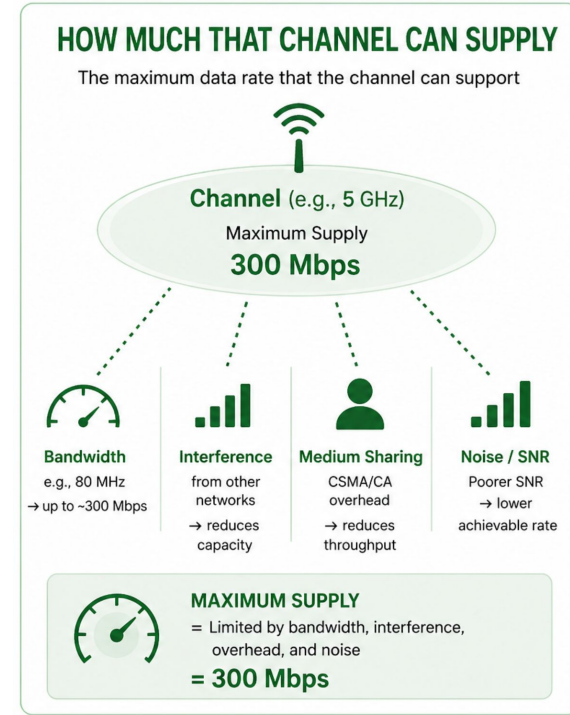 HOW MUCH THAT CHANNEL CAN SUPPLY
The maximum data rate that the channel can support
Channel (e.g., 5 GHz)
Maximum Supply
300 Mbps
Bandwidth
e.g., 80 MHz
→ up to ~300 Mbps
Interference
from other
networks
→ reduces
capacity
Medium Sharing
CSMA/CA
overhead
→ reduces
throughput
Noise / SNR
Poorer SNR
→ lower
achievable rate
MAXIMUM SUPPLY
= Limited by bandwidth, interference,
overhead, and noise
= 300 Mbps